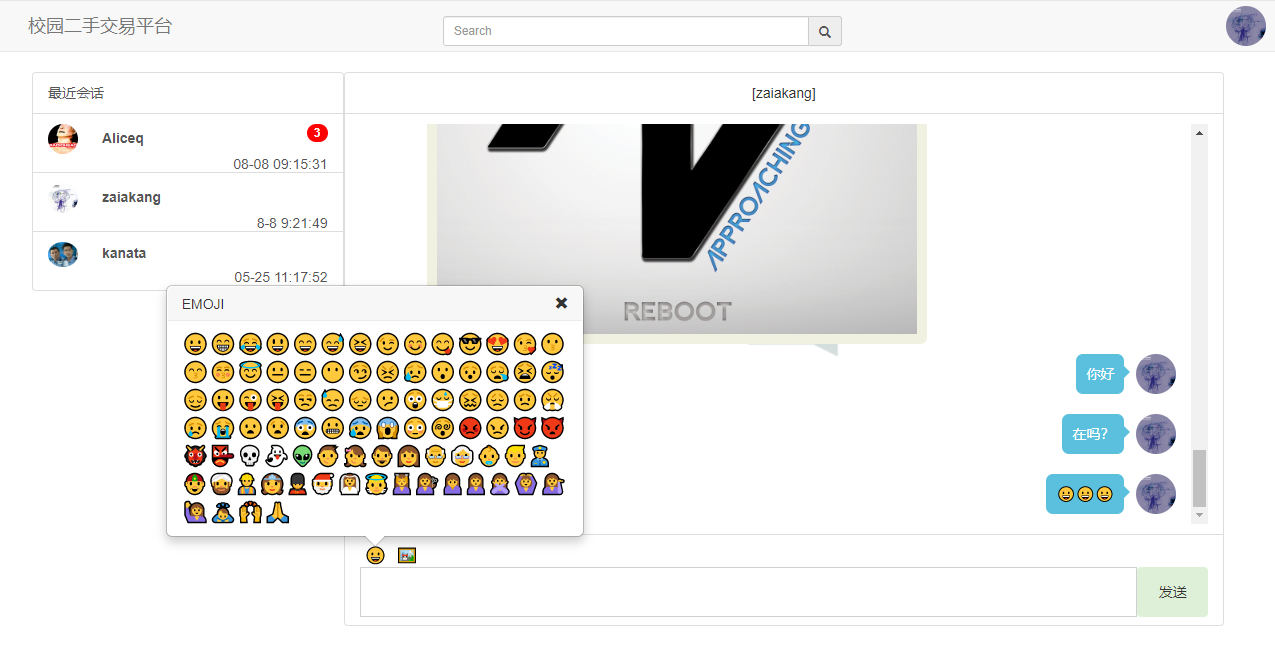 校园二手交易平台
Search
最近会话
Aliceq
3
08-08 09:15:31
zaiakang
8-8 9:21:49
kanata
05-25 11:17:52
[zaiakang]
APPROACHING
REBOOT
你好
在吗?
😀😀😀
EMOJI
发送